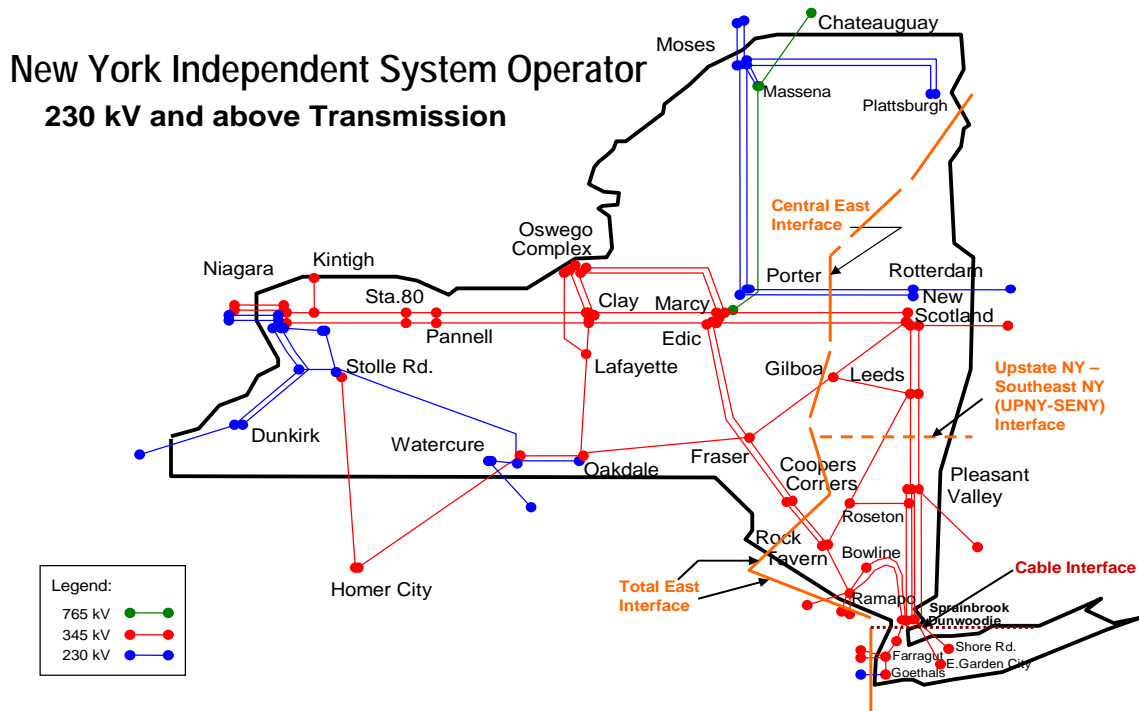 New York Independent System Operator
230 kV and above Transmission
Chateauguay
Moses
Massena
Plattsburgh
Central East
Interface
Oswego
Complex
Kintigh
Niagara
Porter
Rotterdam
Sta.80
Clay
Marcy
New
Scotland
Pannell
Edic
Stolle Rd.
Lafayette
Gilboa
Leeds
Upstate NY –
Southeast NY
(UPNY-SENY)
Interface
Dunkirk
Watercure
Oakdale
Fraser
Coopers
Corners
Pleasant
Valley
Roseton
Rock
Tavern
Bowline
Homer City
Total East
Interface
Ramapo
Cable Interface
Sprainbrook
Dunwoodie
Shore Rd.
Farragut
E.Garden City
Goethals
Legend:
765 kV
345 kV
230 kV